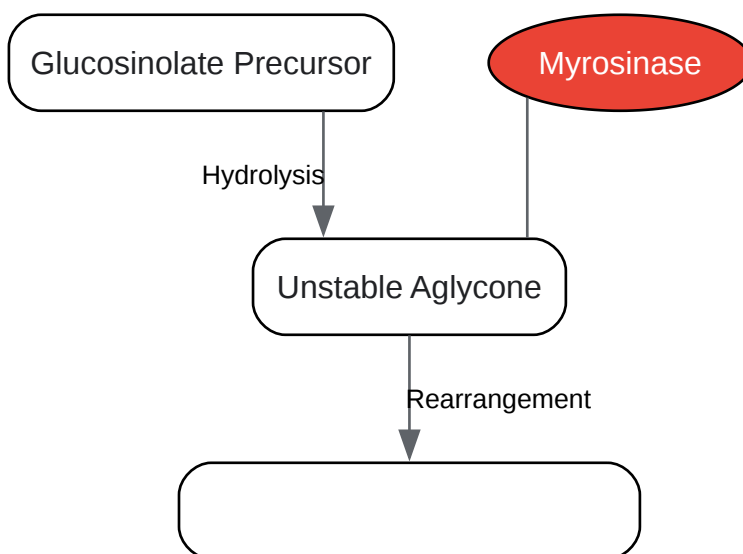 Glucosinolate Precursor
Myrosinase
Hydrolysis
Unstable Aglycone
Rearrangement